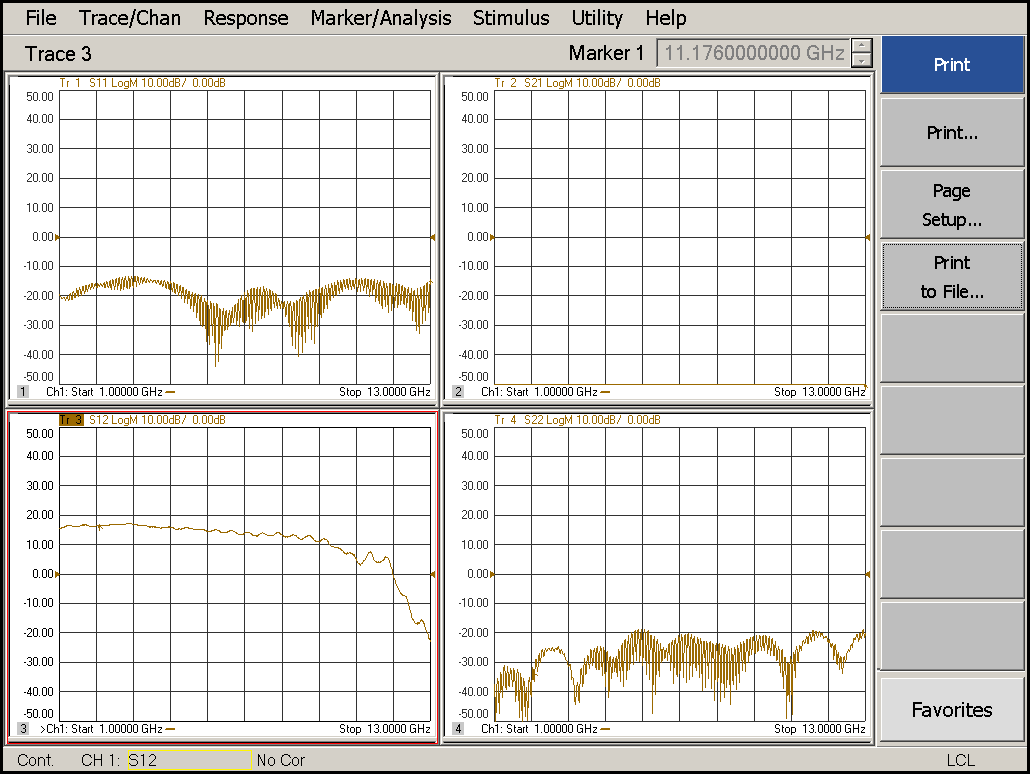 File Trace/Chan Response Marker/Analysis Stimulus Utility Help
Trace 3 Marker 1 11.1760000000 GHz
Print
Print...
Page
Setup...
Print
to File...
Favorites
Tr 1 S11 LogM 10.00dB/ 0.00dB
50.00
40.00
30.00
20.00
10.00
0.00
-10.00
-20.00
-30.00
-40.00
-50.00
1 Ch1: Start 1.00000 GHz Stop 13.0000 GHz
Tr 2 S21 LogM 10.00dB/ 0.00dB
50.00
40.00
30.00
20.00
10.00
0.00
-10.00
-20.00
-30.00
-40.00
-50.00
2 Ch1: Start 1.00000 GHz Stop 13.0000 GHz
Tr 3 S12 LogM 10.00dB/ 0.00dB
50.00
40.00
30.00
20.00
10.00
0.00
-10.00
-20.00
-30.00
-40.00
-50.00
3 >Ch1: Start 1.00000 GHz Stop 13.0000 GHz
Tr 4 S22 LogM 10.00dB/ 0.00dB
50.00
40.00
30.00
20.00
10.00
0.00
-10.00
-20.00
-30.00
-40.00
-50.00
4 Ch1: Start 1.00000 GHz Stop 13.0000 GHz
Cont. CH 1: S12 No Cor LCL